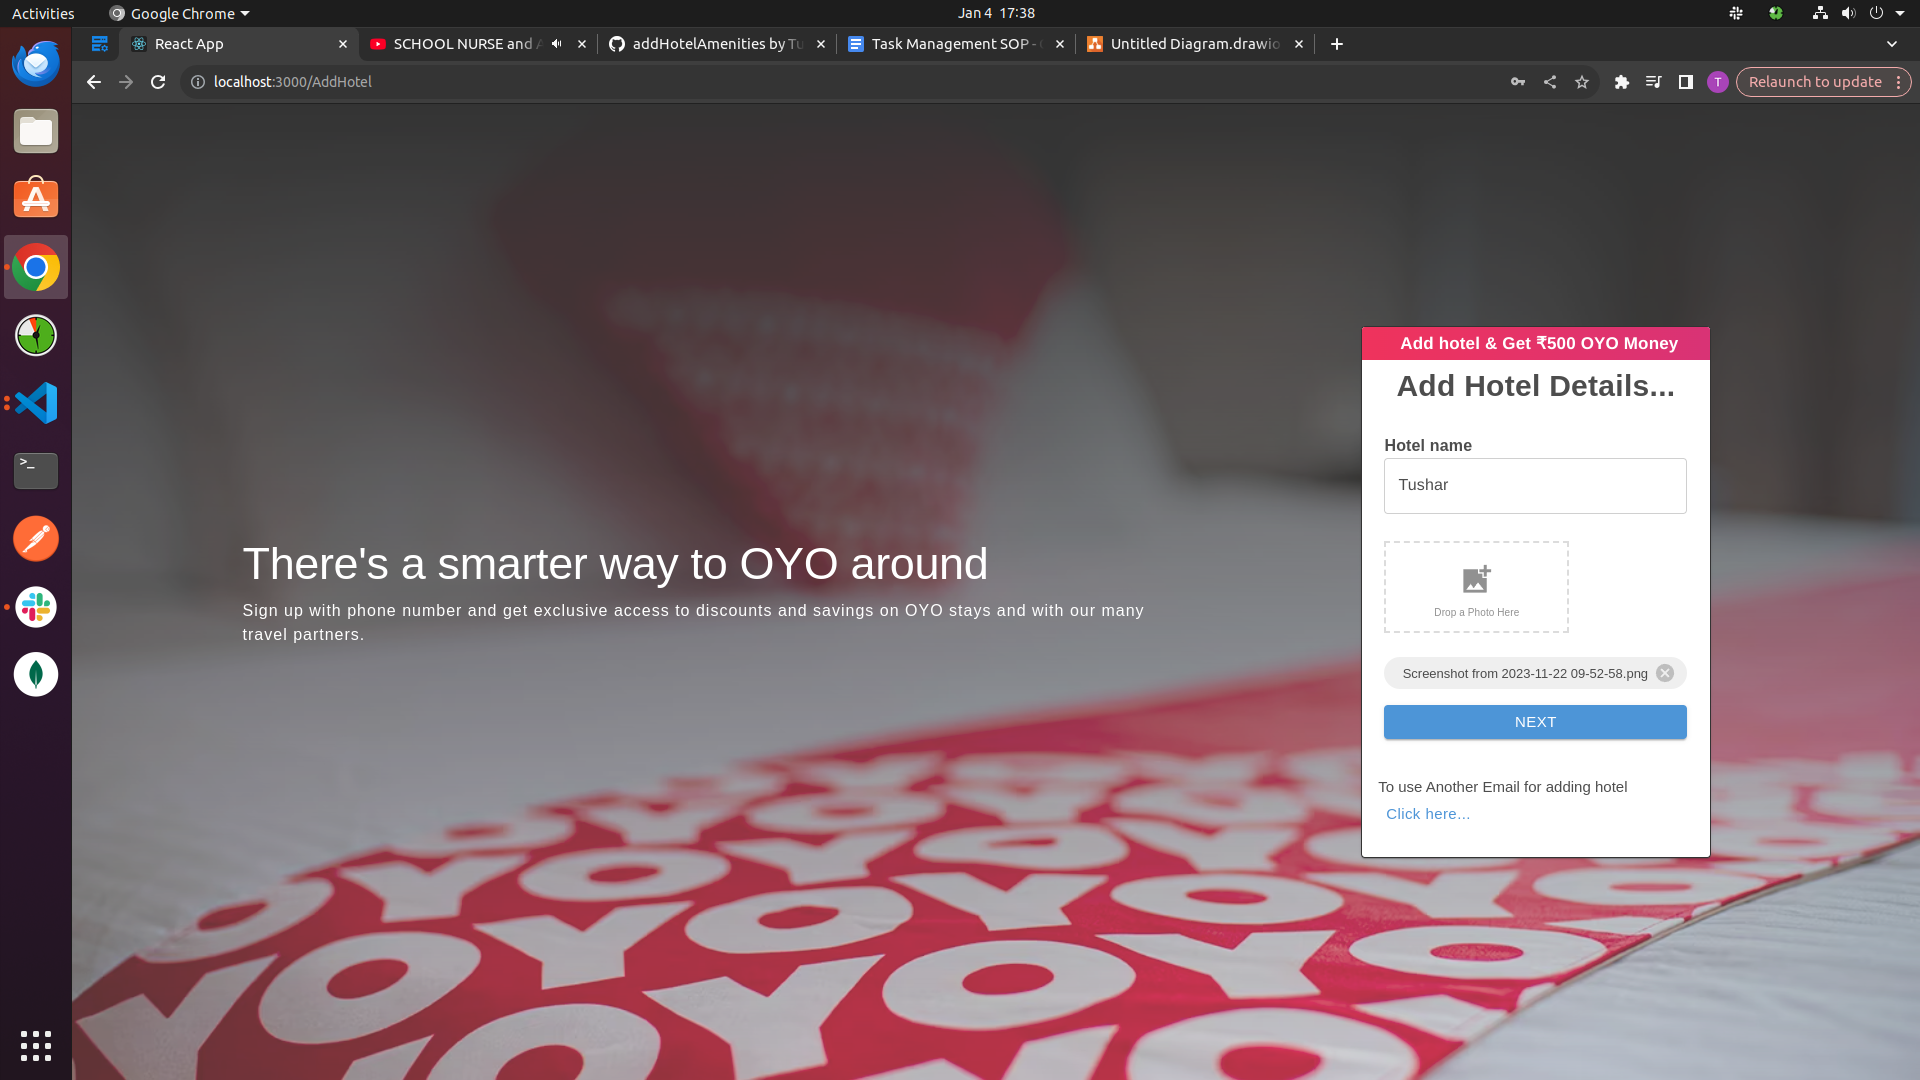 Activities
Google Chrome
Jan 4 17:38
React App
SCHOOL NURSE and
addHotelAmenities by Tu
Task Management SOP -
Untitled Diagram.drawio
localhost:3000/AddHotel
T
Relaunch to update
Add hotel & Get ₹500 OYO Money
Add Hotel Details...
Hotel name
Tushar
Drop a Photo Here
Screenshot from 2023-11-22 09-52-58.png
NEXT
To use Another Email for adding hotel
Click here...
There's a smarter way to OYO around
Sign up with phone number and get exclusive access to discounts and savings on OYO stays and with our many
travel partners.